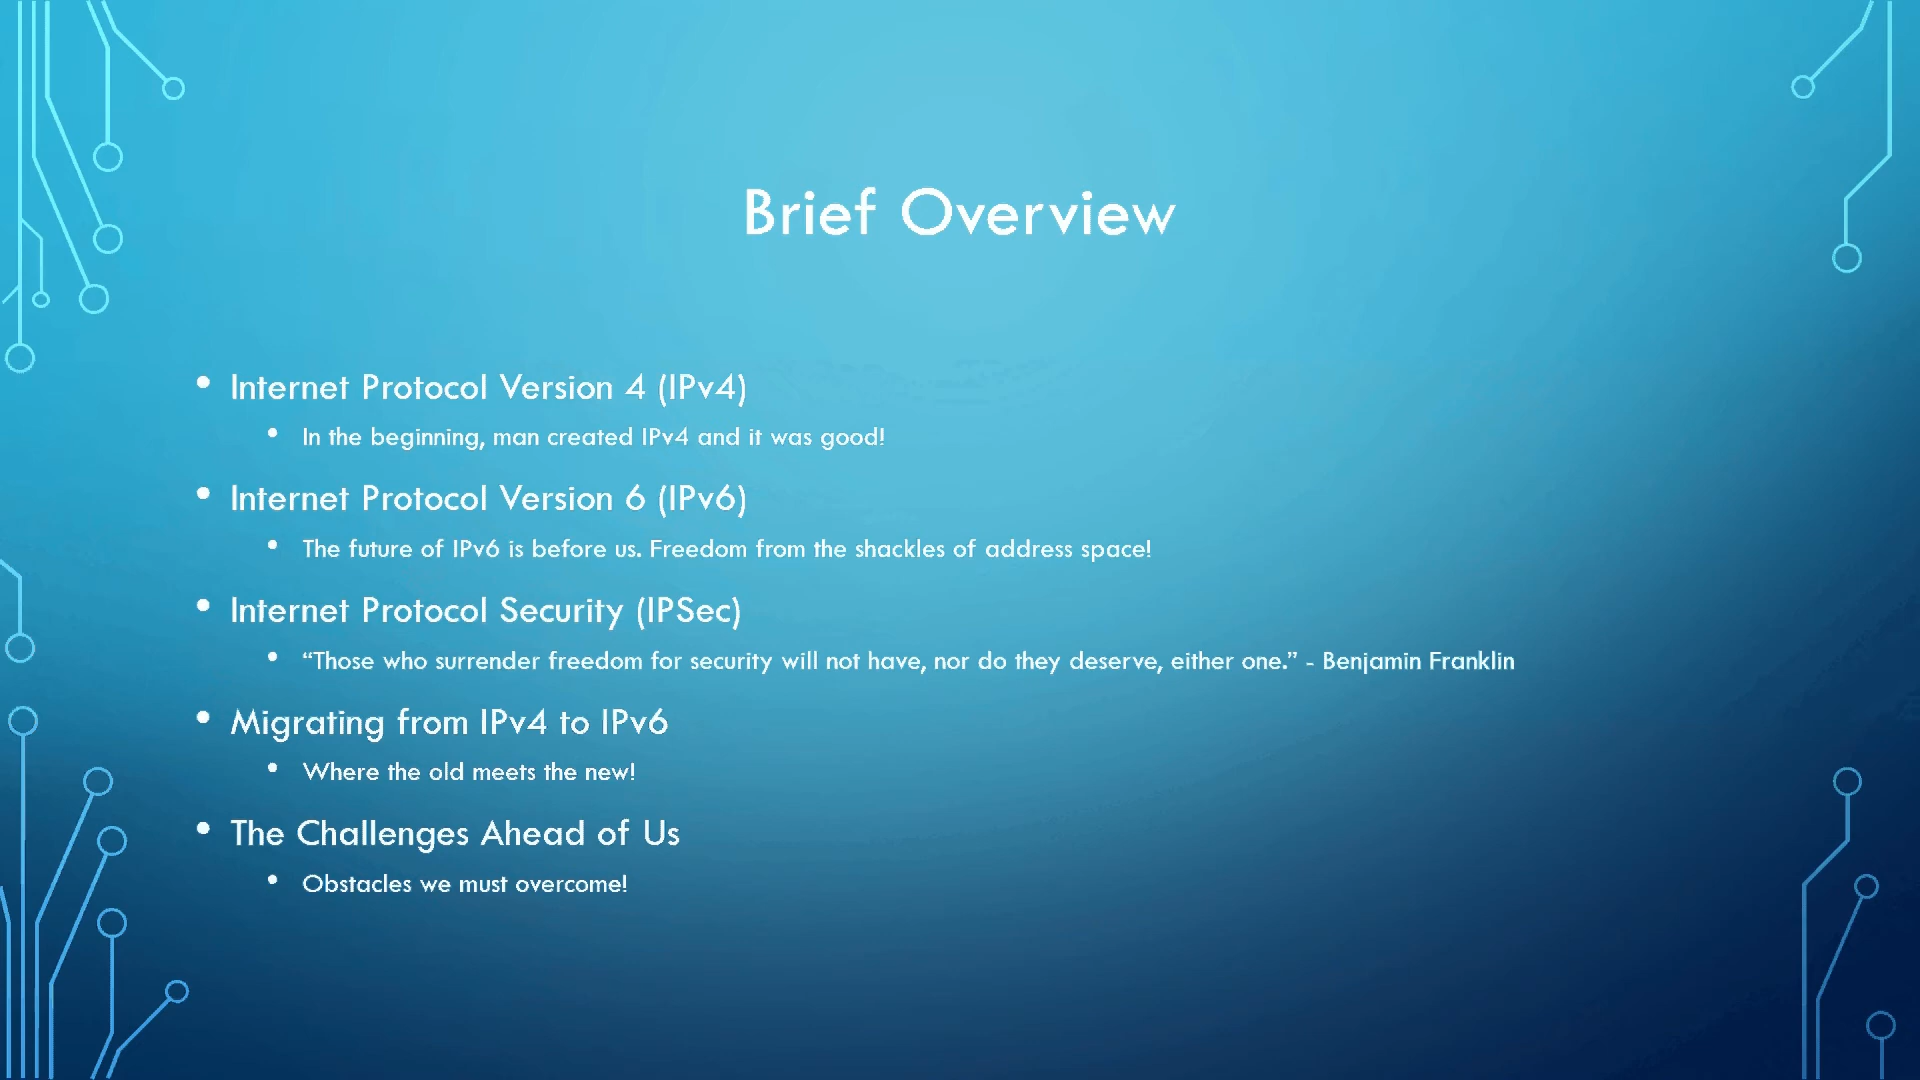 Brief Overview
• Internet Protocol Version 4 (IPv4)
• In the beginning, man created IPv4 and it was good!
• Internet Protocol Version 6 (IPv6)
• The future of IPv6 is before us. Freedom from the shackles of address space!
• Internet Protocol Security (IPSec)
• “Those who surrender freedom for security will not have, nor do they deserve, either one.” - Benjamin Franklin
• Migrating from IPv4 to IPv6
• Where the old meets the new!
• The Challenges Ahead of Us
• Obstacles we must overcome!